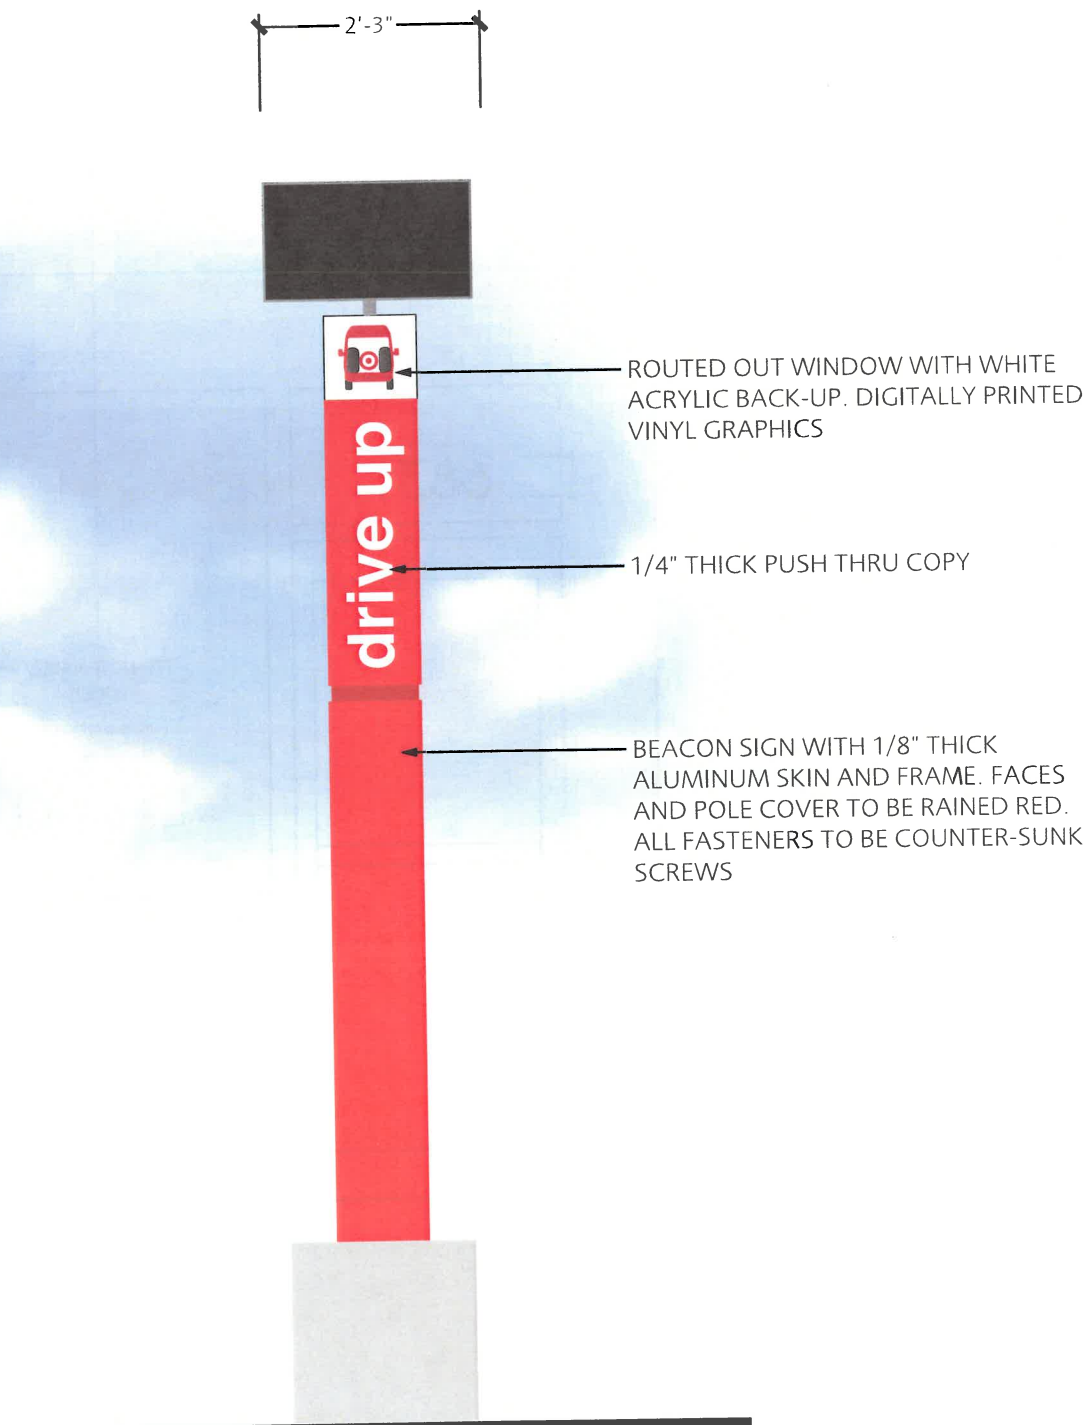 2'-3"
ROUTED OUT WINDOW WITH WHITE
ACRYLIC BACK-UP. DIGITALLY PRINTED
VINYL GRAPHICS
drive up
1/4" THICK PUSH THRU COPY
BEACON SIGN WITH 1/8" THICK
ALUMINUM SKIN AND FRAME. FACES
AND POLE COVER TO BE RAINED RED.
ALL FASTENERS TO BE COUNTER-SUNK
SCREWS